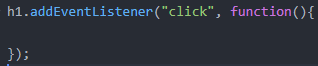 h1.addEventListener("click", function(){
});